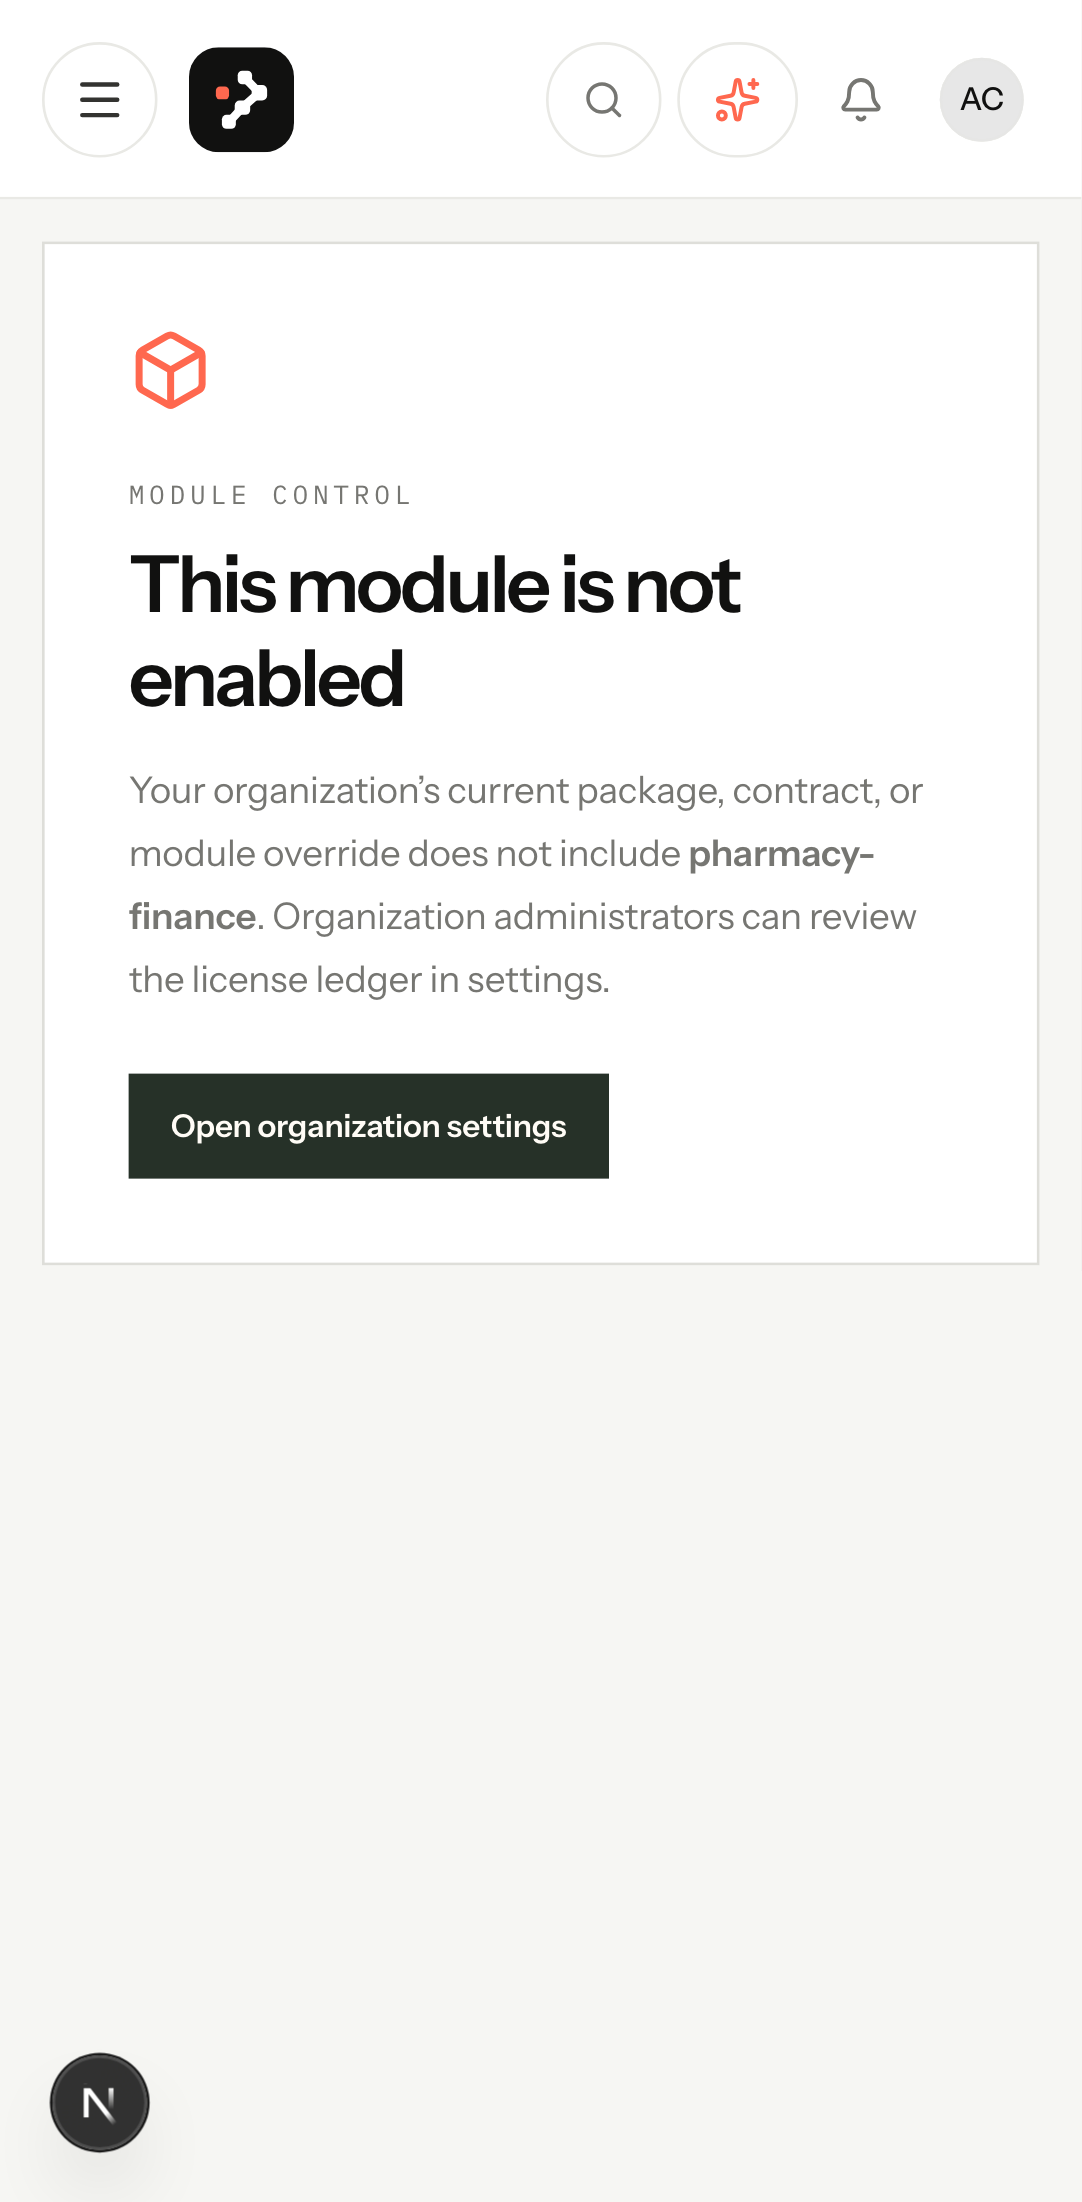 AC
MODULE CONTROL
This module is not
enabled
Your organization’s current package, contract, or
module override does not include pharmacy-
finance. Organization administrators can review
the license ledger in settings.
Open organization settings
N